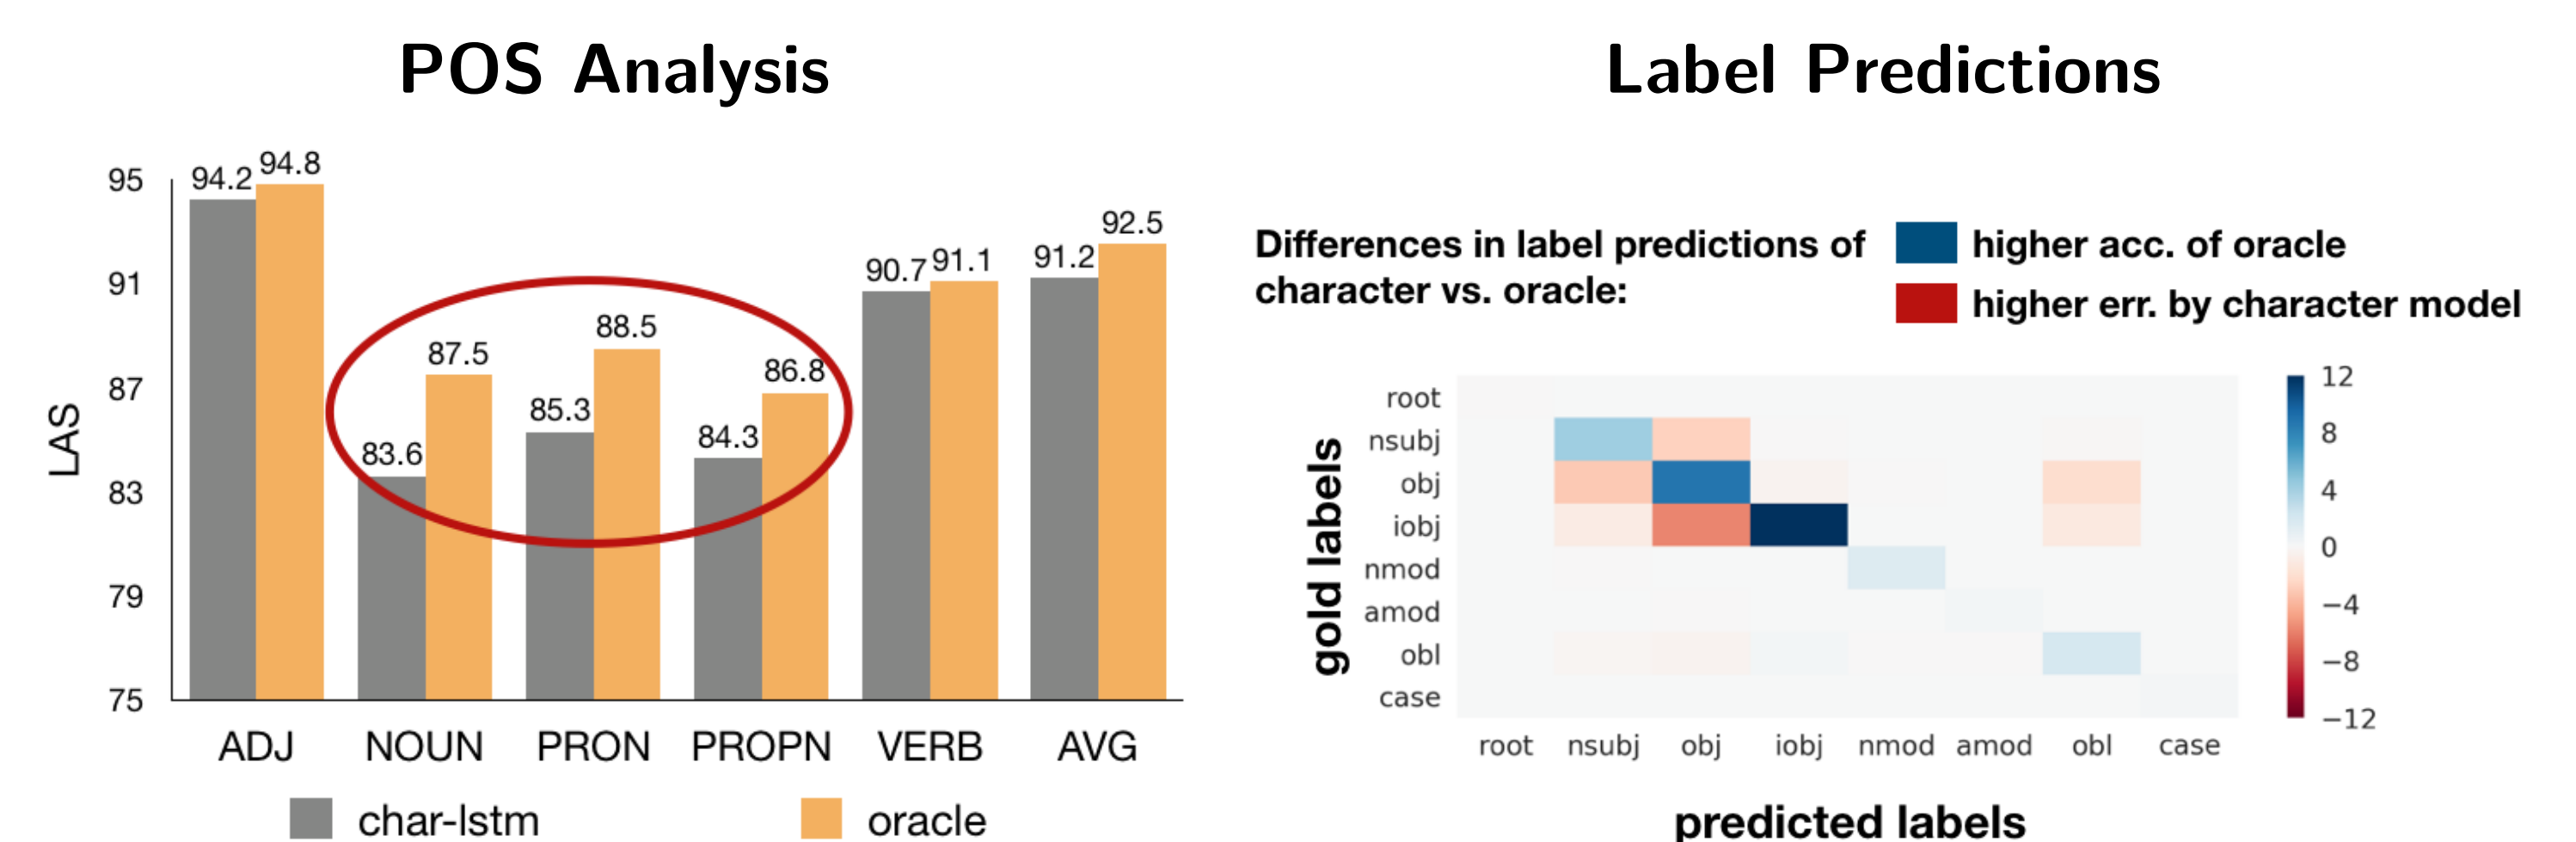 POS Analysis
95
91
87
83
79
75
LAS
94.2
94.8
83.6
87.5
85.3
88.5
84.3
86.8
90.7
91.1
91.2
92.5
ADJ
NOUN
PRON
PROPN
VERB
AVG
char-lstm
oracle
Label Predictions
Differences in label predictions of
character vs. oracle:
higher acc. of oracle
higher err. by character model
gold labels
root
nsubj
obj
iobj
nmod
amod
obl
case
root
nsubj
obj
iobj
nmod
amod
obl
case
predicted labels
12
8
4
0
−4
−8
−12